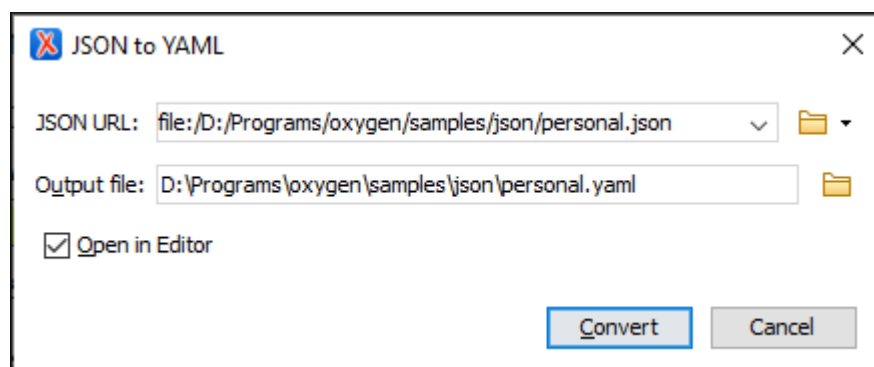 JSON to YAML
JSON URL: file:/D:/Programs/oxygen/samples/json/personal.json
Output file: D:\Programs\oxygen\samples\json\personal.yaml
Open in Editor
Convert Cancel